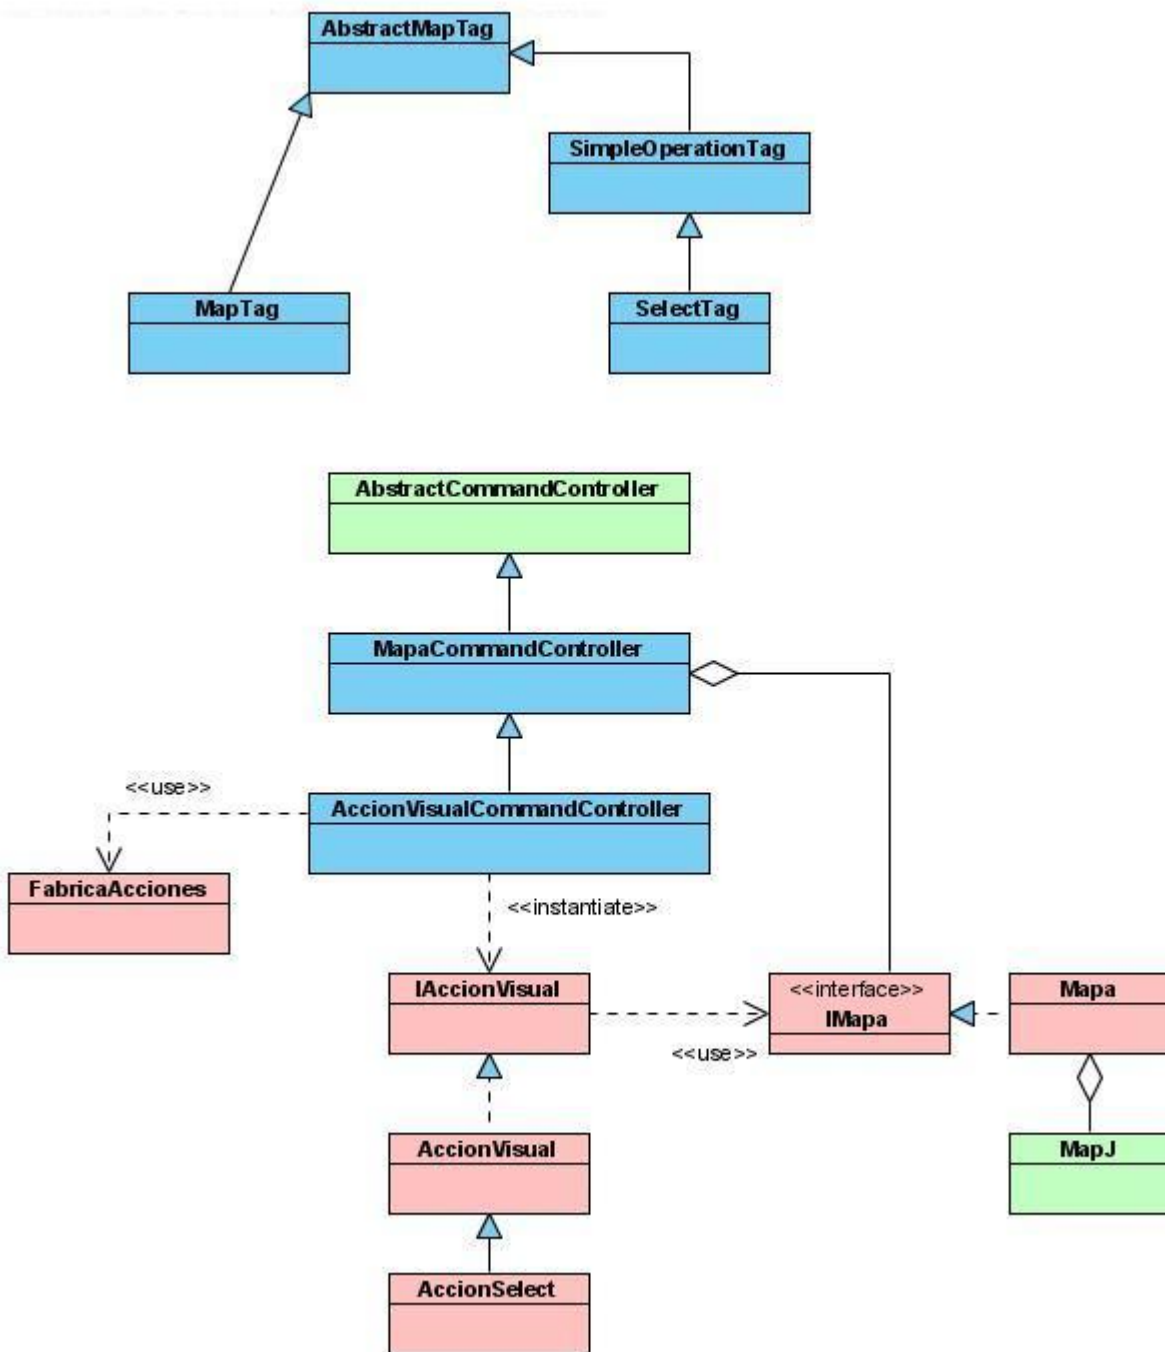 AbstractMapTag
SimpleOperationTag
MapTag
SelectTag
AbstractCommandController
MapaCommandController
<<use>>
AccionVisualCommandController
FabricaAcciones
<<instantiate>>
IAccionVisual
<<interface>>
IMapa
Mapa
<<use>>
AccionVisual
MapJ
AccionSelect